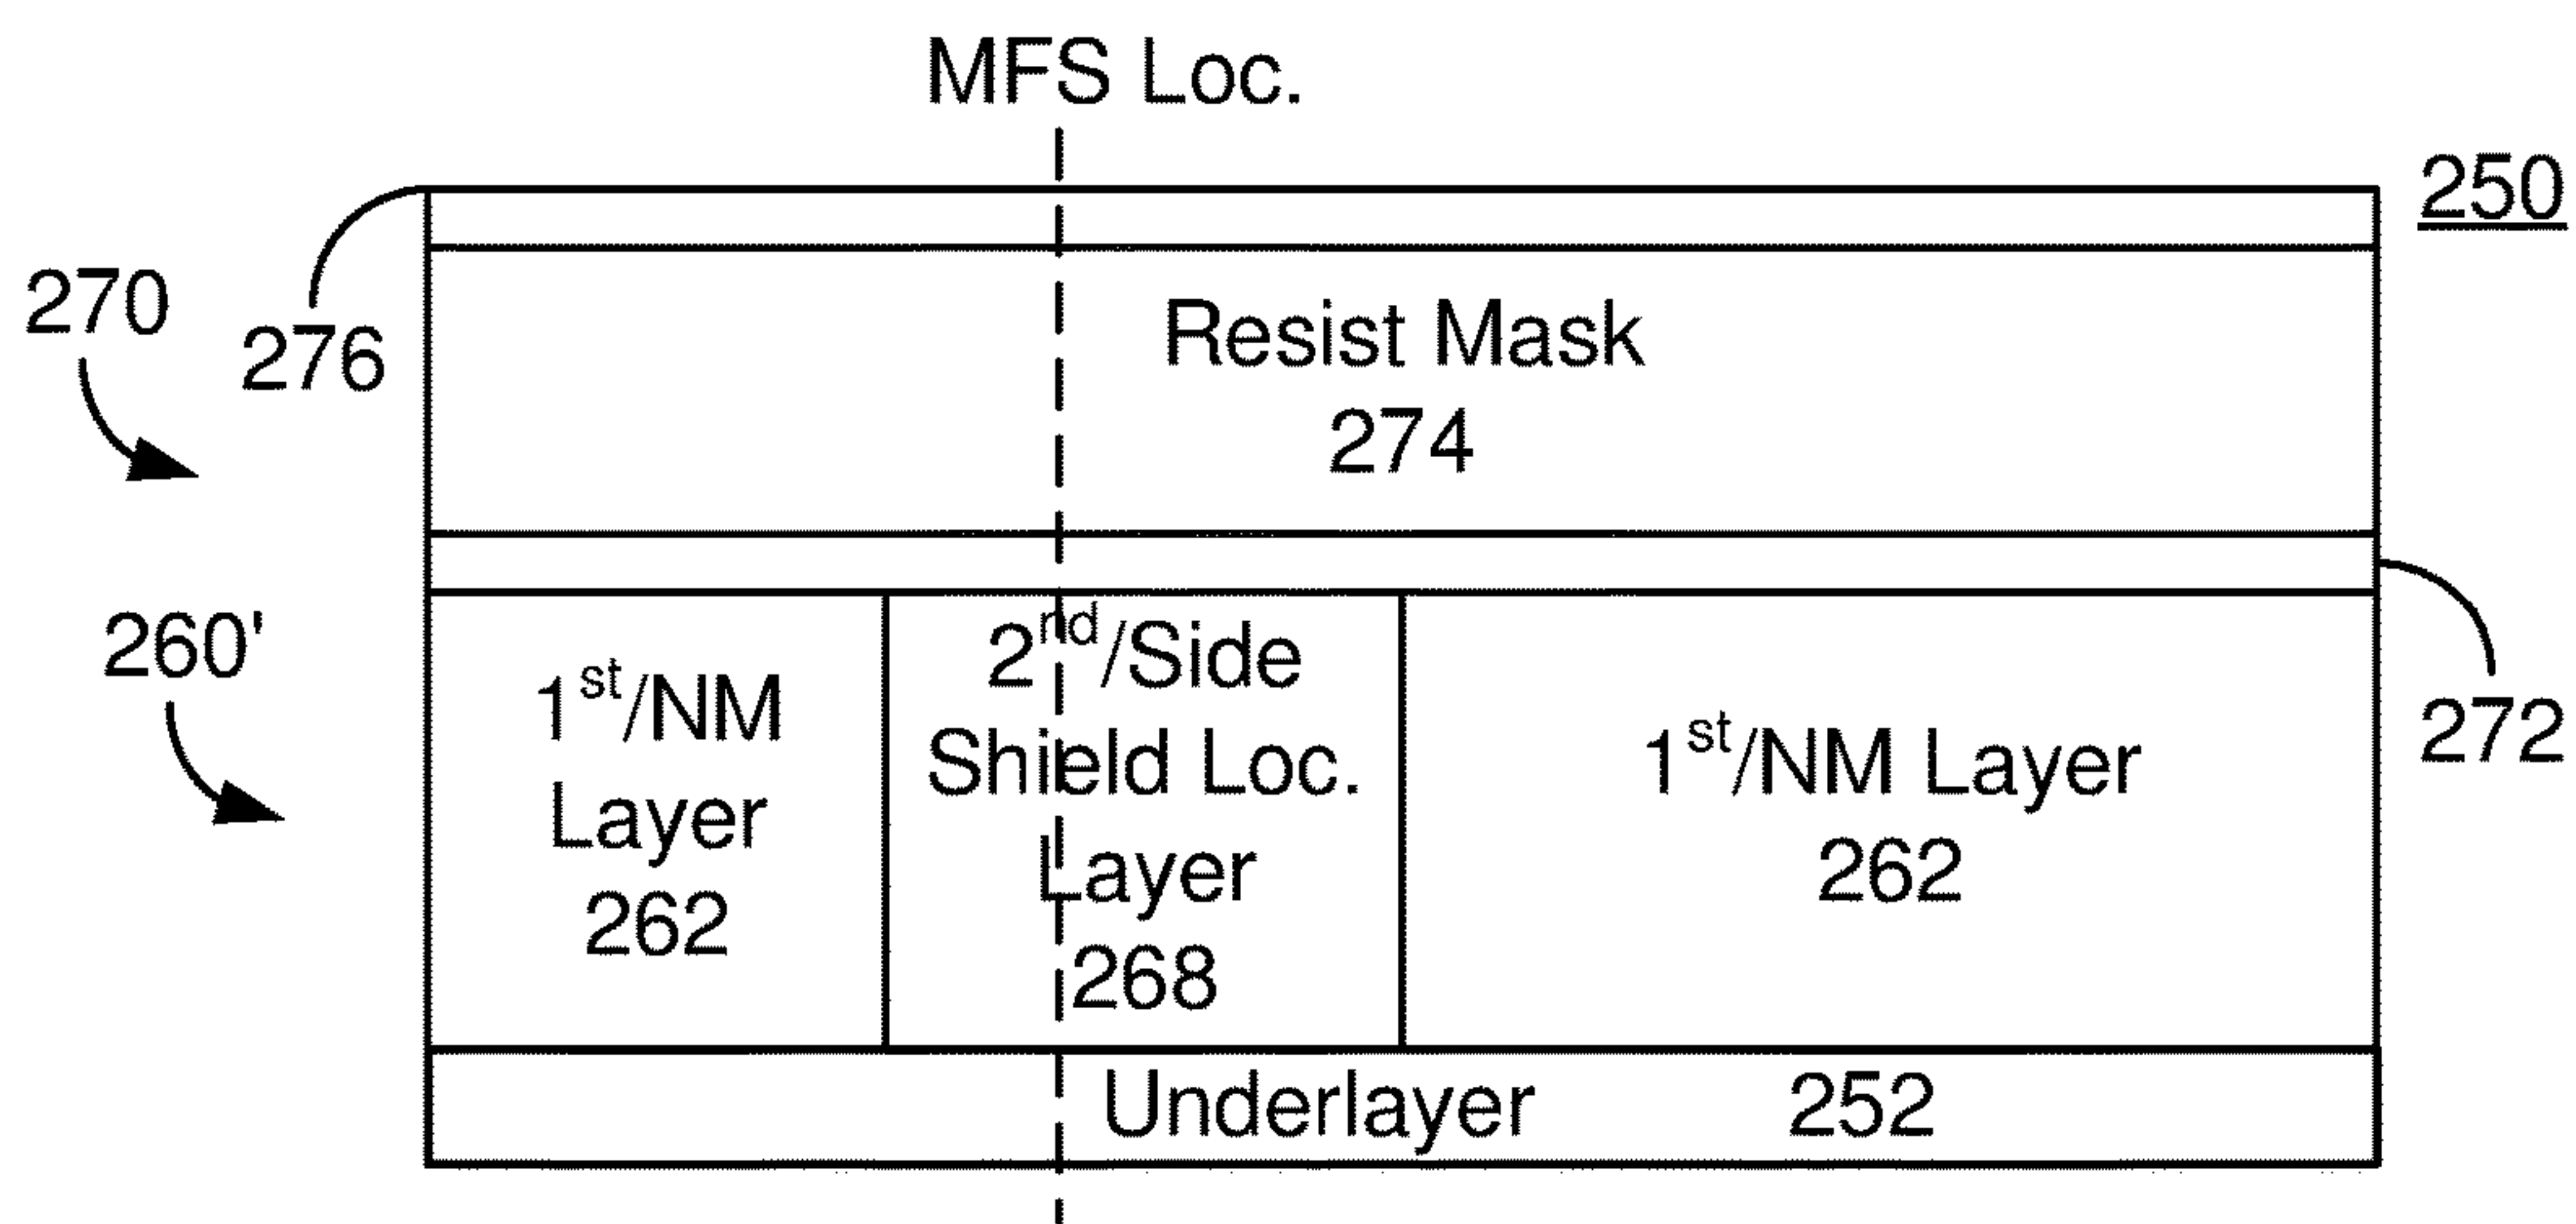 MFS Loc.
250
270
276
Resist Mask
274
260'
1st/NM
Layer
262
2nd/Side
Shield Loc.
Layer
268
1st/NM Layer
262
272
Underlayer 252